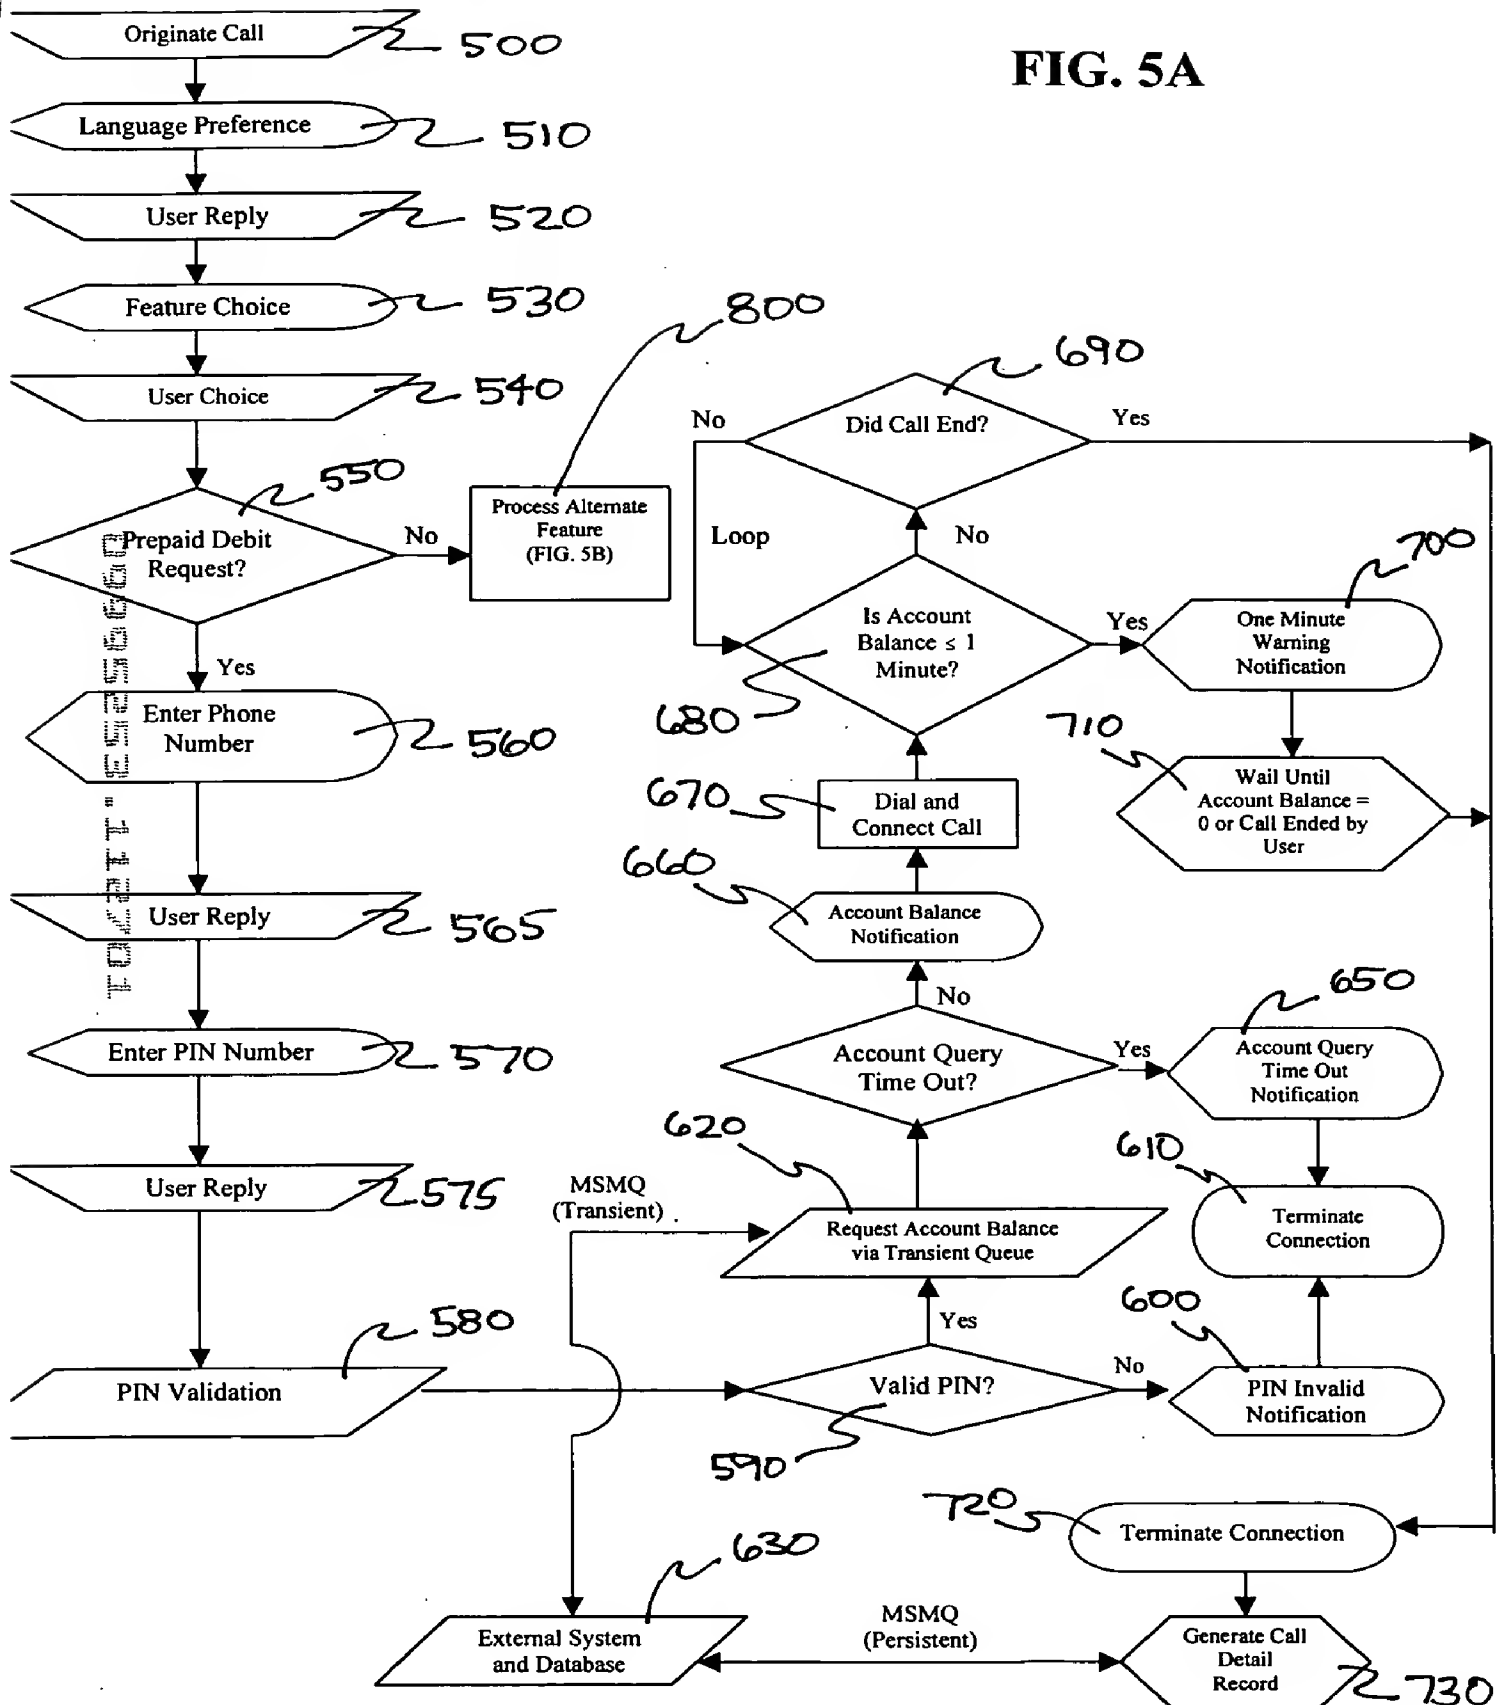 FIG. 5A
Originate Call
500
Language Preference
510
User Reply
520
Feature Choice
530
User Choice
540
Prepaid Debit
Request?
550
No
Yes
Process Alternate
Feature
(FIG. 5B)
800
Enter Phone
Number
560
User Reply
565
Enter PIN Number
570
User Reply
575
PIN Validation
580
Did Call End?
690
No
Yes
Loop
No
Is Account
Balance ≤ 1
Minute?
680
Yes
One Minute
Warning
Notification
700
710
Wail Until
Account Balance =
0 or Call Ended by
User
670
Dial and
Connect Call
660
Account Balance
Notification
No
Account Query
Time Out?
Yes
650
Account Query
Time Out
Notification
620
610
MSMQ
(Transient)
Request Account Balance
via Transient Queue
Terminate
Connection
600
Yes
Valid PIN?
590
No
PIN Invalid
Notification
720
Terminate Connection
630
External System
and Database
MSMQ
(Persistent)
Generate Call
Detail
Record
730